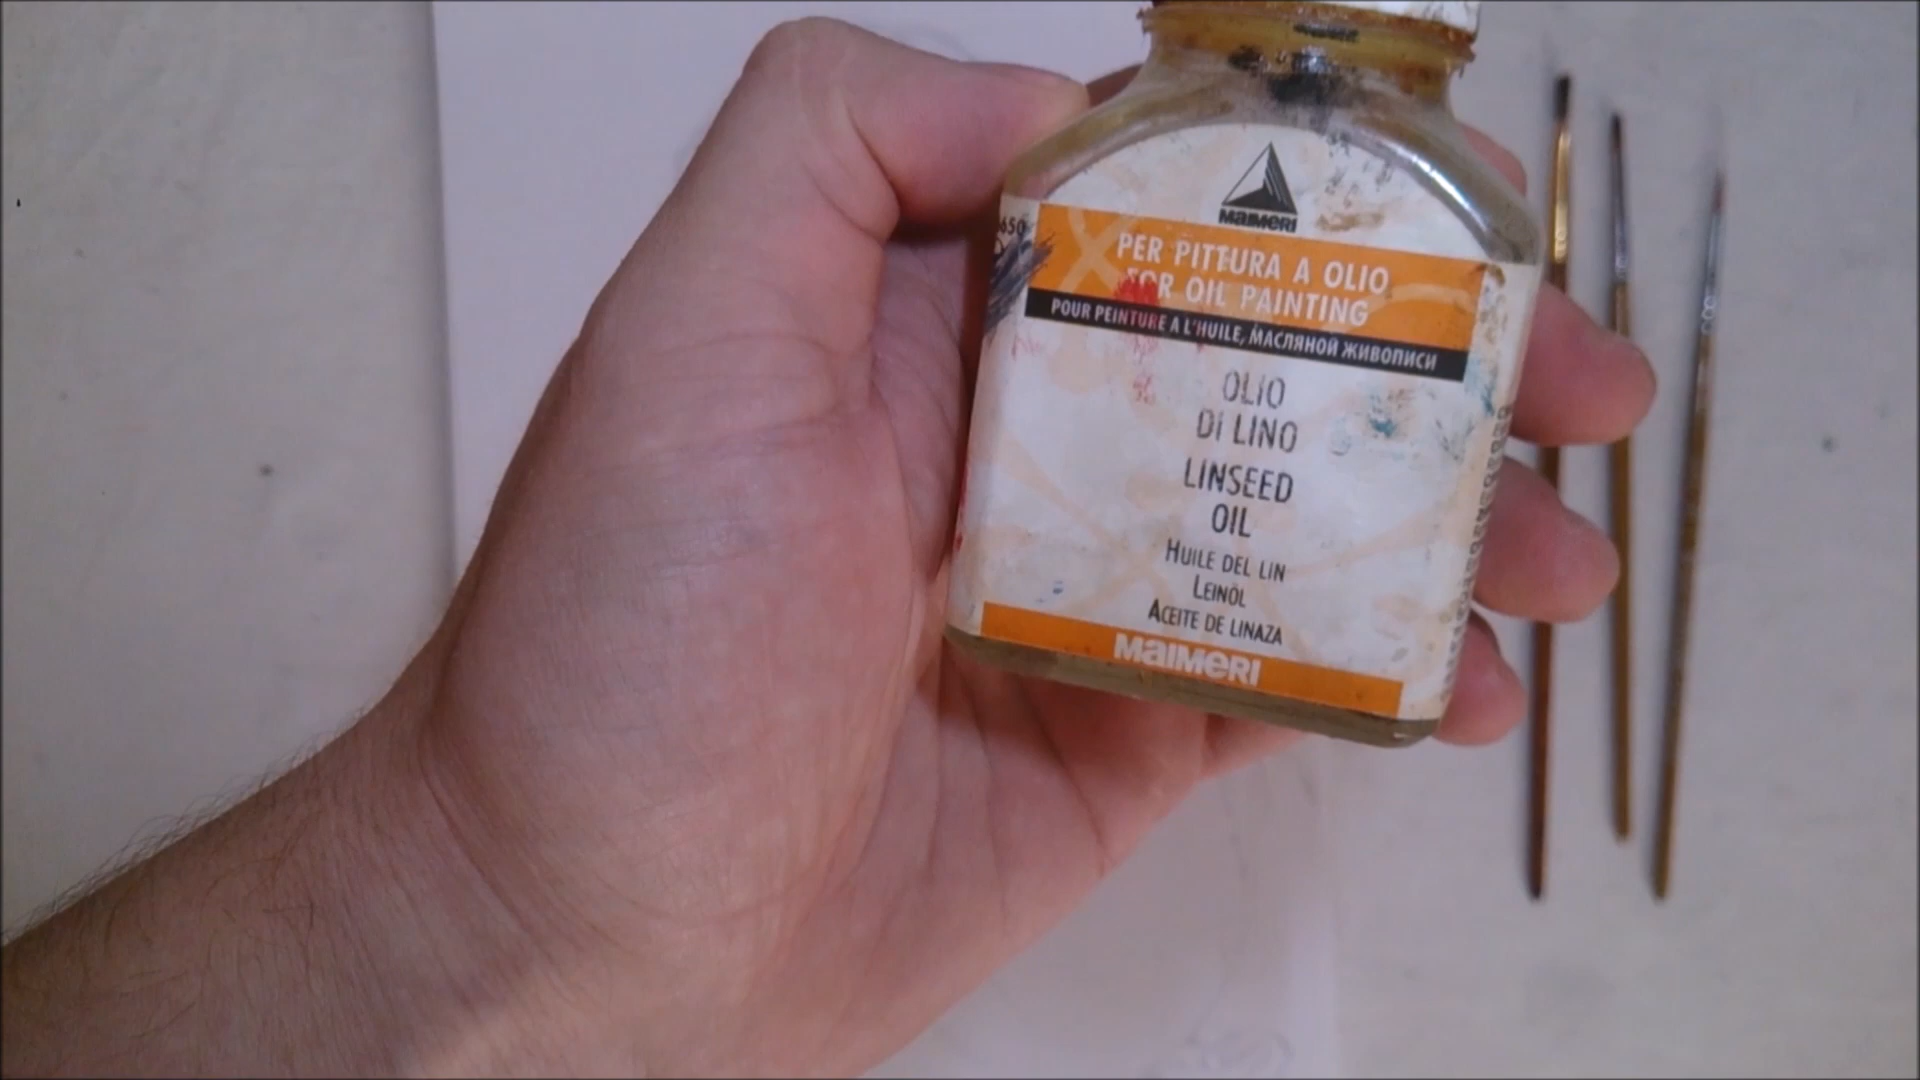 MAIMERI
650
PER PITTURA A OLIO
FOR OIL PAINTING
POUR PEINTURE A L'HUILE, МАСЛЯНОЙ ЖИВОПИСИ
OLIO
DI LINO
LINSEED
OIL
HUILE DEL LIN
LEINÖL
ACEITE DE LINAZA
MAIMERI